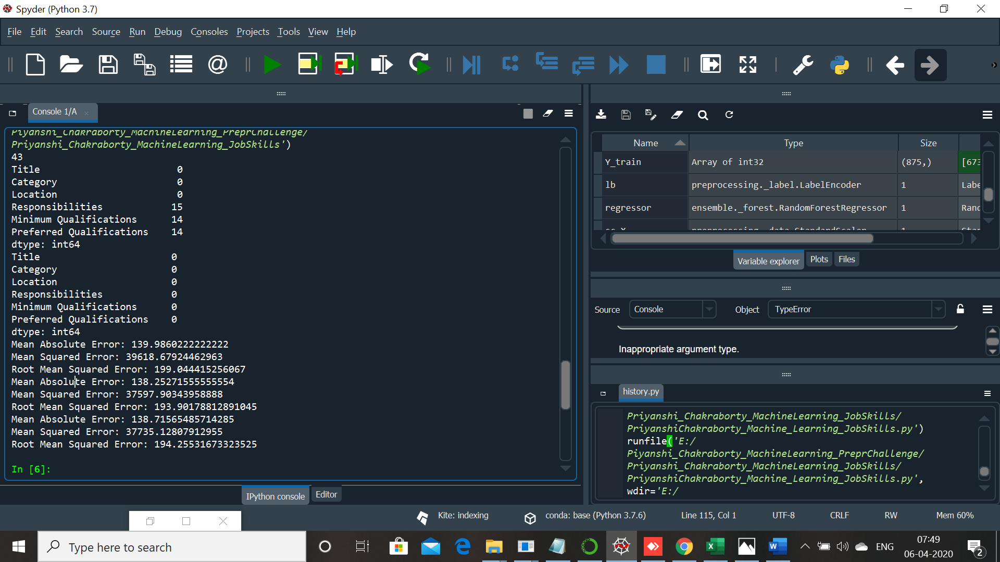 Spyder (Python 3.7)
File Edit Search Source Run Debug Consoles Projects Tools View Help
Console 1/A
Piyanshi_Chakraborty_MachineLearning_PreprChallenge/
Priyanshi_Chakraborty_MachineLearning_JobSkills')
43
Title 0
Category 0
Location 0
Responsibilities 15
Minimum Qualifications 14
Preferred Qualifications 14
dtype: int64
Title 0
Category 0
Location 0
Responsibilities 0
Minimum Qualifications 0
Preferred Qualifications 0
dtype: int64
Mean Absolute Error: 139.9860222222222
Mean Squared Error: 39618.67924462963
Root Mean Squared Error: 199.044415256067
Mean Absolute Error: 138.25271555555554
Mean Squared Error: 37597.90343958888
Root Mean Squared Error: 193.90178812891045
Mean Absolute Error: 138.71565485714285
Mean Squared Error: 37735.12807912955
Root Mean Squared Error: 194.25531673323525
In [6]:
IPython console Editor
Name Type Size
Y_train Array of int32 (875,) [673
lb preprocessing._label.LabelEncoder 1 Labe
regressor ensemble._forest.RandomForestRegressor 1 Rand
sc_X preprocessing._data.StandardScaler 1 Stan
Variable explorer Plots Files
Source Console Object TypeError
Inappropriate argument type.
history.py
Priyanshi_Chakraborty_MachineLearning_JobSkills/
PriyanshiChakraborty_Machine_Learning_JobSkills.py')
runfile('E:/
Piyanshi_Chakraborty_MachineLearning_PreprChallenge/
Priyanshi_Chakraborty_MachineLearning_JobSkills/
PriyanshiChakraborty_Machine_Learning_JobSkills.py',
wdir='E:/
Kite: indexing conda: base (Python 3.7.6) Line 115, Col 1 UTF-8 CRLF RW Mem 60%
Type here to search
ENG
07:49
06-04-2020
2